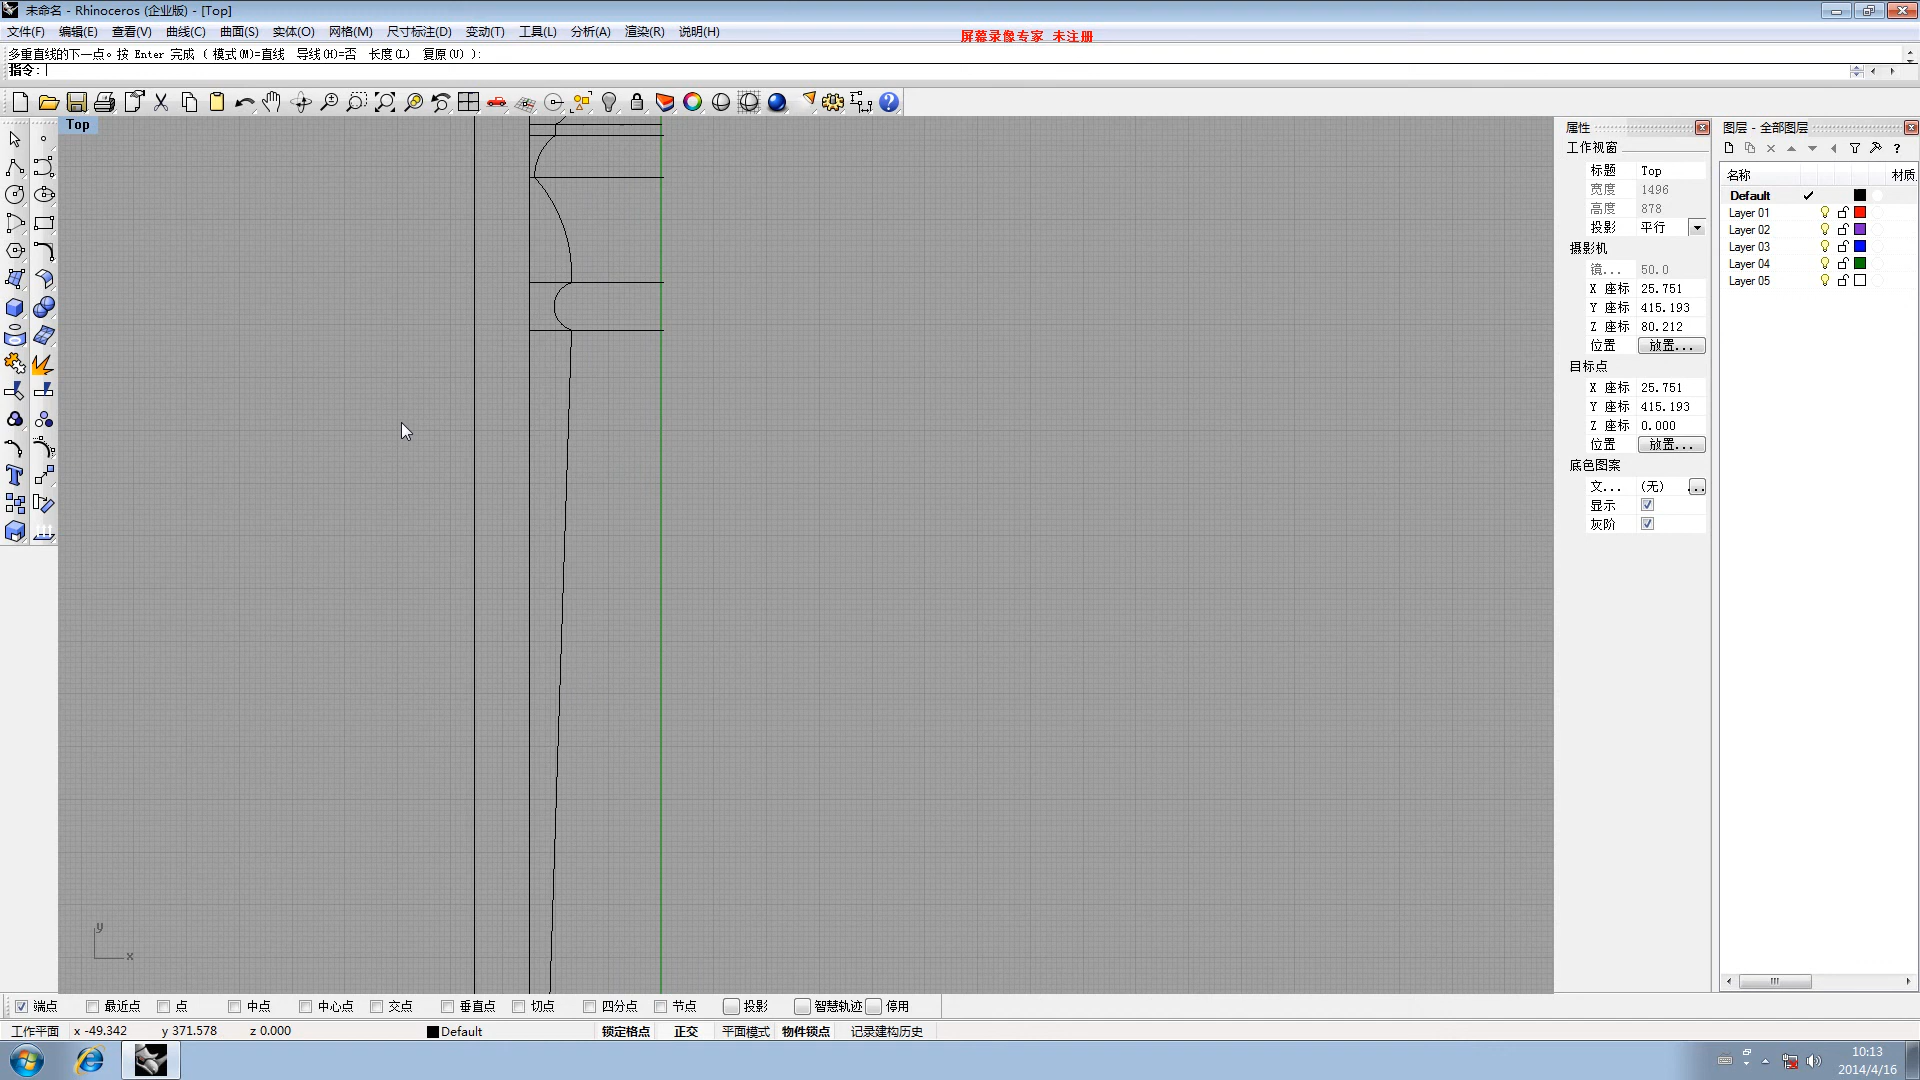 未命名 - Rhinoceros (企业版) - [Top]
文件(F) 编辑(E) 查看(V) 曲线(C) 曲面(S) 实体(O) 网格(M) 尺寸标注(D) 变动(T) 工具(L) 分析(A) 渲染(R) 说明(H)
屏幕录像专家 未注册
多重直线的下一点。按 Enter 完成 ( 模式(M)=直线 导线(H)=否 长度(L) 复原(U) ):
指令:
Top
属性
工作视窗
标题 Top
宽度 1496
高度 878
投影 平行
摄影机
镜... 50.0
X 座标 25.751
Y 座标 415.193
Z 座标 80.212
位置 放置...
目标点
X 座标 25.751
Y 座标 415.193
Z 座标 0.000
位置 放置...
底色图案
文... (无) ...
显示
灰阶
图层 - 全部图层
名称 材质
Default
Layer 01
Layer 02
Layer 03
Layer 04
Layer 05
y
x
端点 最近点 点 中点 中心点 交点 垂直点 切点 四分点 节点 投影 智慧轨迹 停用
工作平面 x -49.342 y 371.578 z 0.000 Default 锁定格点 正交 平面模式 物件锁点 记录建构历史
10:13
2014/4/16